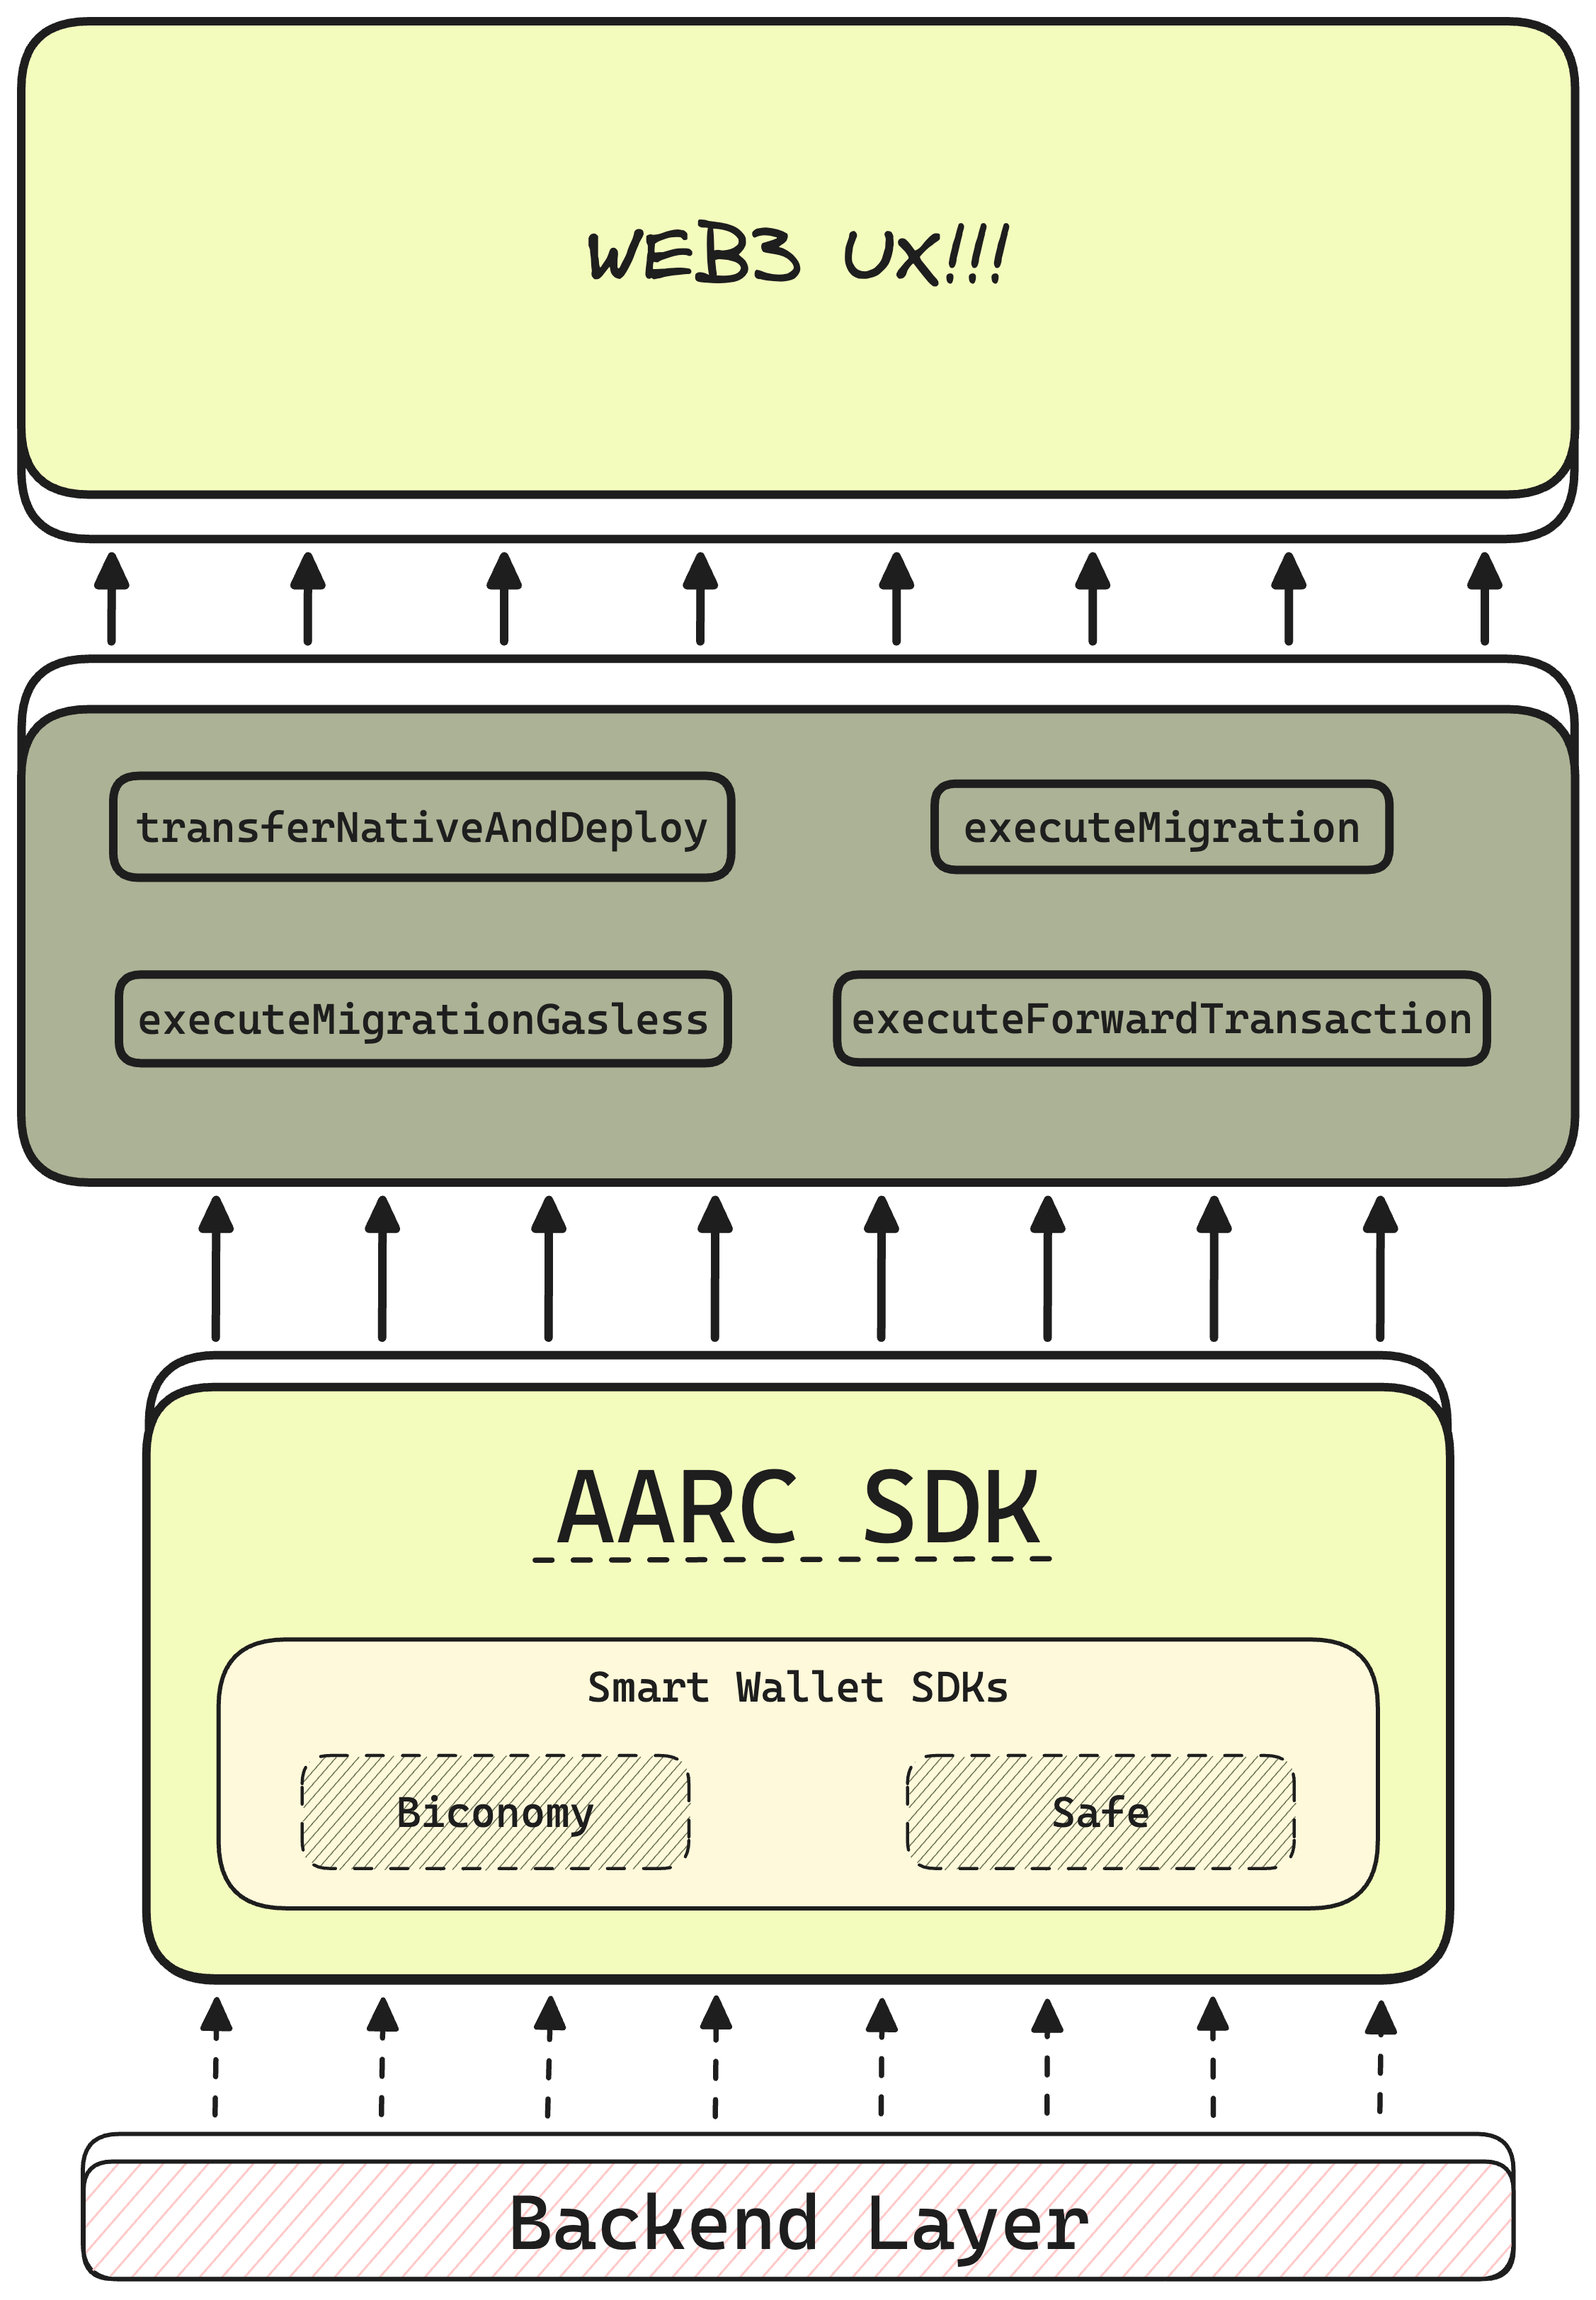 WEB3 UX!!!
transferNativeAndDeploy
executeMigration
executeMigrationGasless
executeForwardTransaction
AARC SDK
Smart Wallet SDKs
Biconomy
Safe
Backend Layer